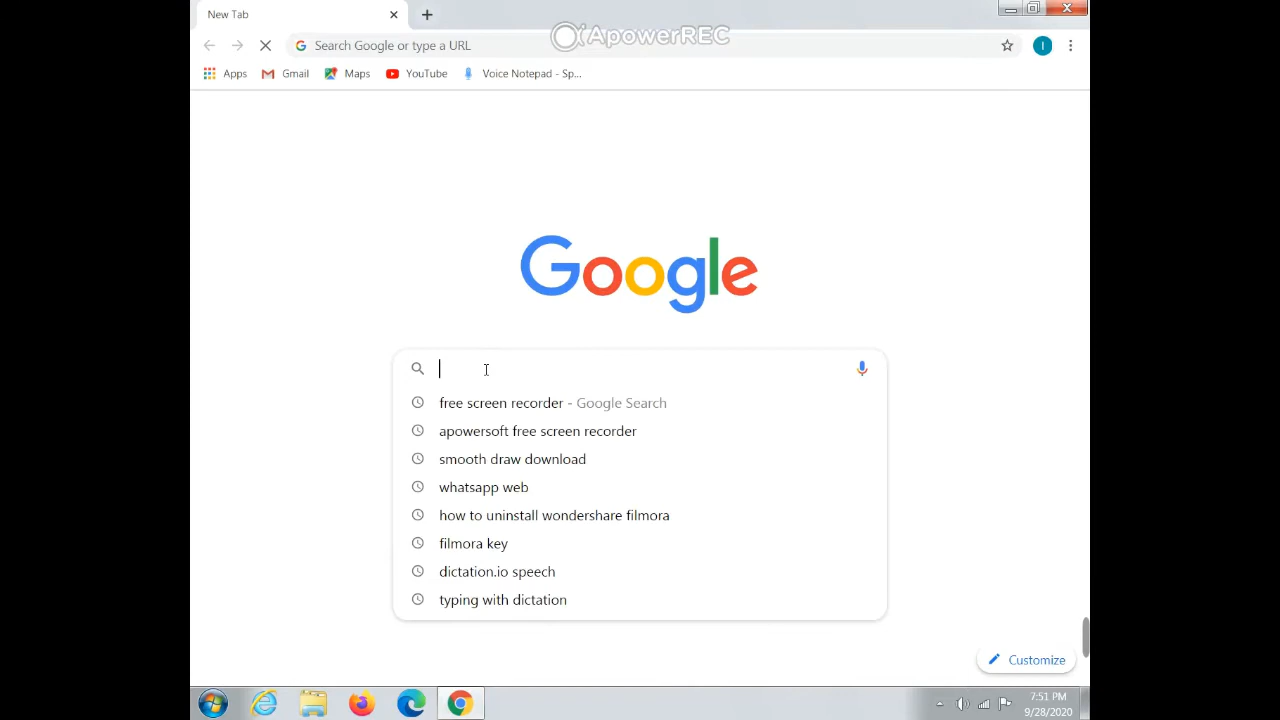 New Tab
Search Google or type a URL
ApowerREC
I
Apps Gmail Maps YouTube Voice Notepad - Sp...
Google
free screen recorder - Google Search
apowersoft free screen recorder
smooth draw download
whatsapp web
how to uninstall wondershare filmora
filmora key
dictation.io speech
typing with dictation
Customize
7:51 PM
9/28/2020